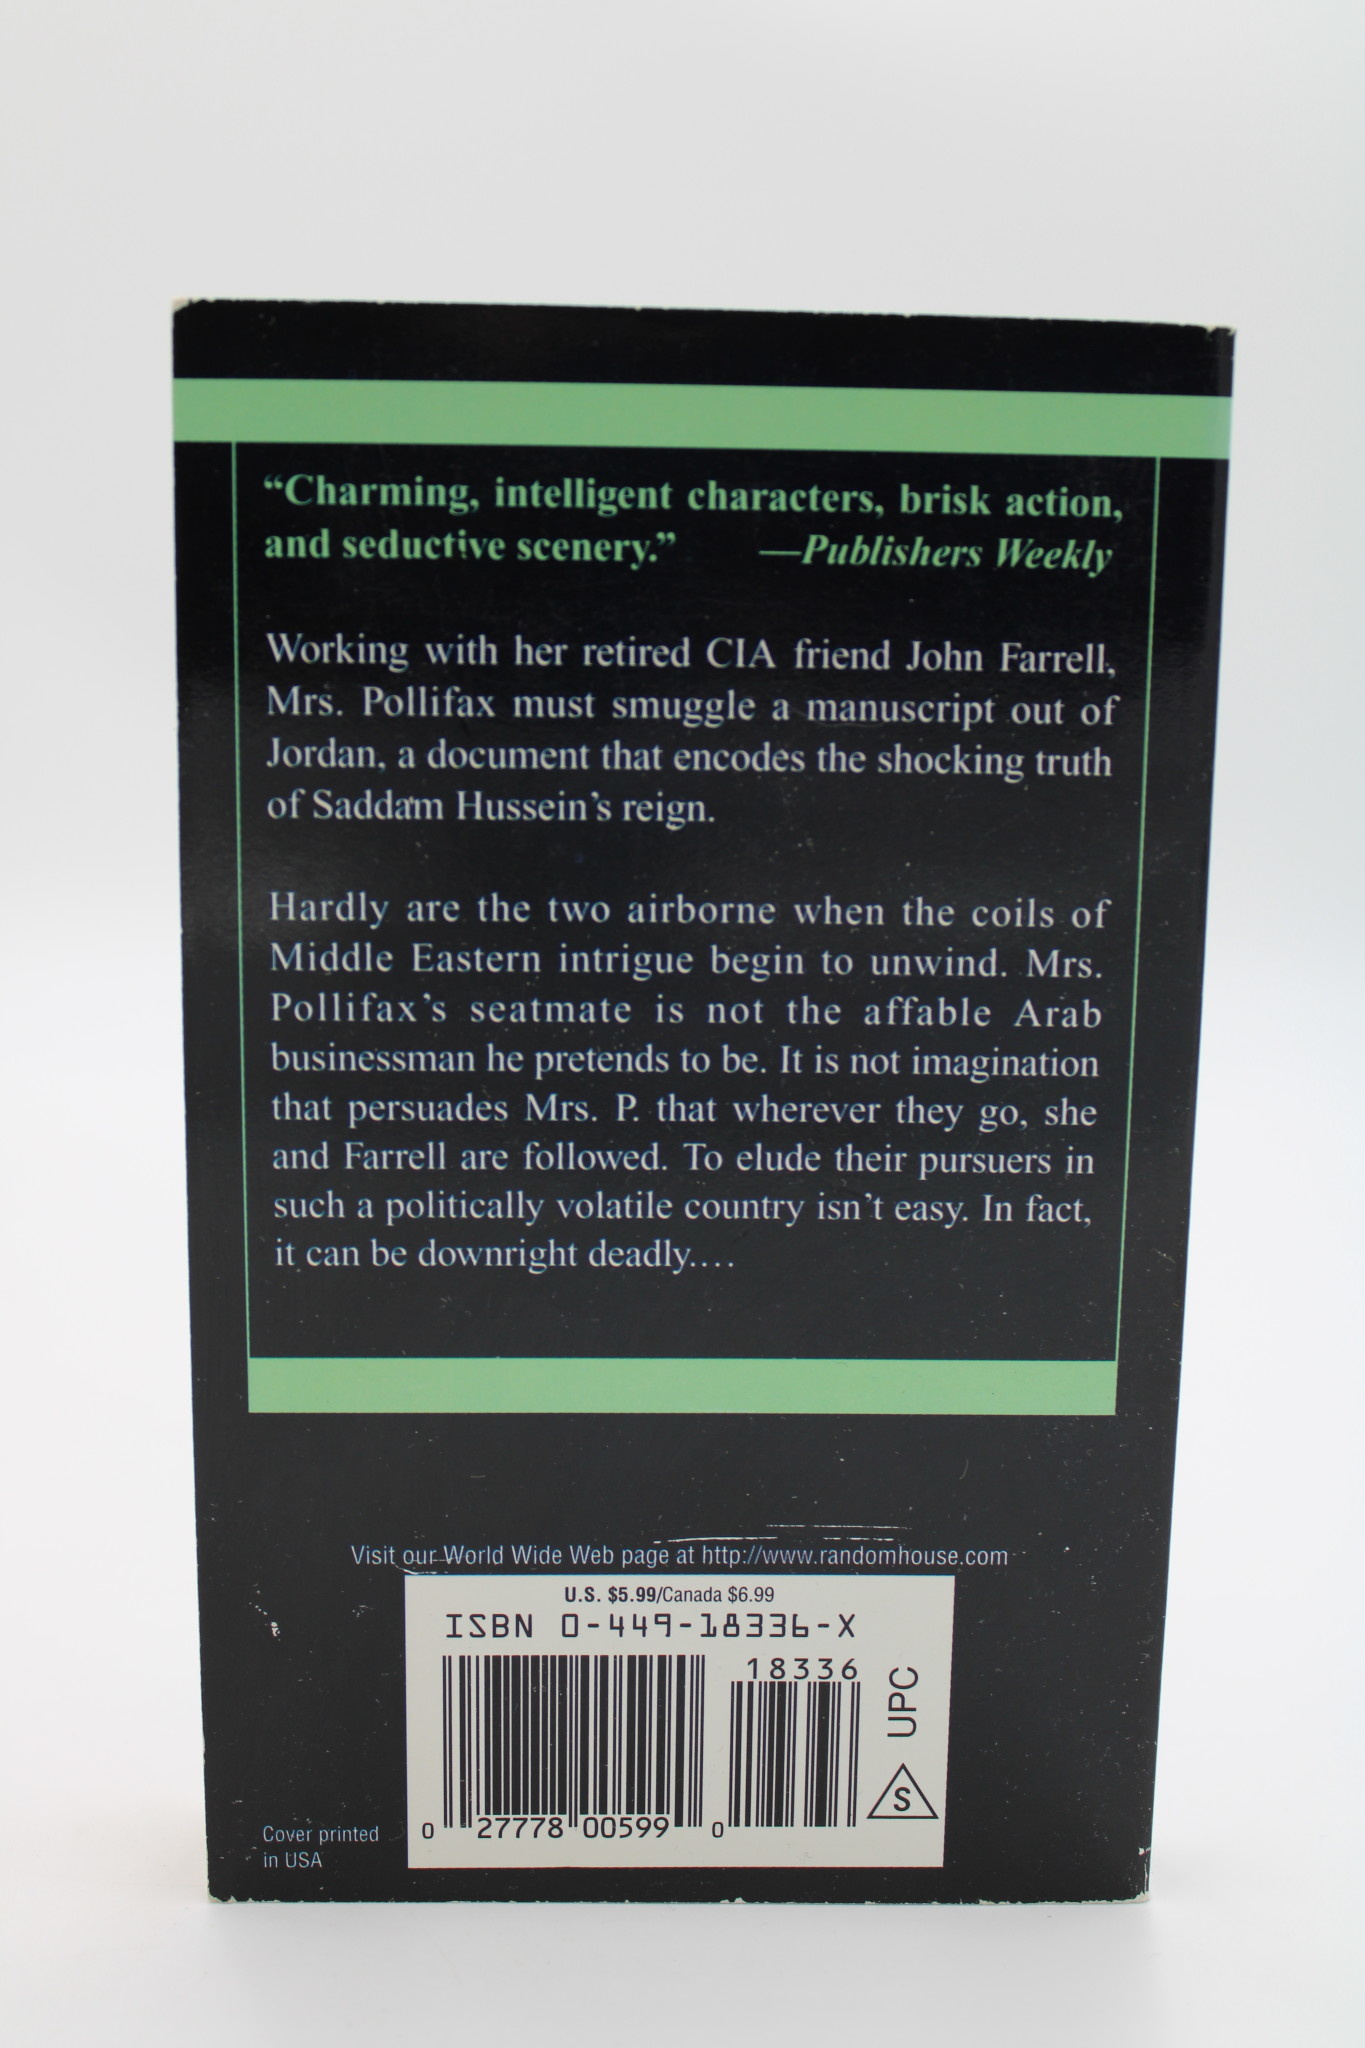 “Charming, intelligent characters, brisk action,
and seductive scenery.” —Publishers Weekly
Working with her retired CIA friend John Farrell,
Mrs. Pollifax must smuggle a manuscript out of
Jordan, a document that encodes the shocking truth
of Saddam Hussein’s reign.
Hardly are the two airborne when the coils of
Middle Eastern intrigue begin to unwind. Mrs.
Pollifax’s seatmate is not the affable Arab
businessman he pretends to be. It is not imagination
that persuades Mrs. P. that wherever they go, she
and Farrell are followed. To elude their pursuers in
such a politically volatile country isn’t easy. In fact,
it can be downright deadly....
Visit our World Wide Web page at http://www.randomhouse.com
U.S. $5.99/Canada $6.99
ISBN 0-449-18336-X
18336
UPC
S
0 27778 00599 0
Cover printed
in USA